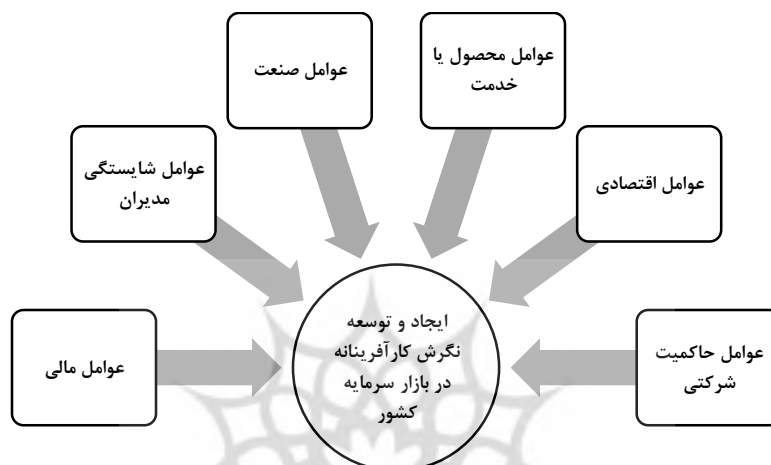 عوامل محصول یا
خدمت
عوامل صنعت
عوامل اقتصادی
عوامل شایستگی
مدیران
عوامل حاکمیت
شرکتی
عوامل مالی
ایجاد و توسعه
نگرش کارآفرینانه
در بازار سرمایه
کشور